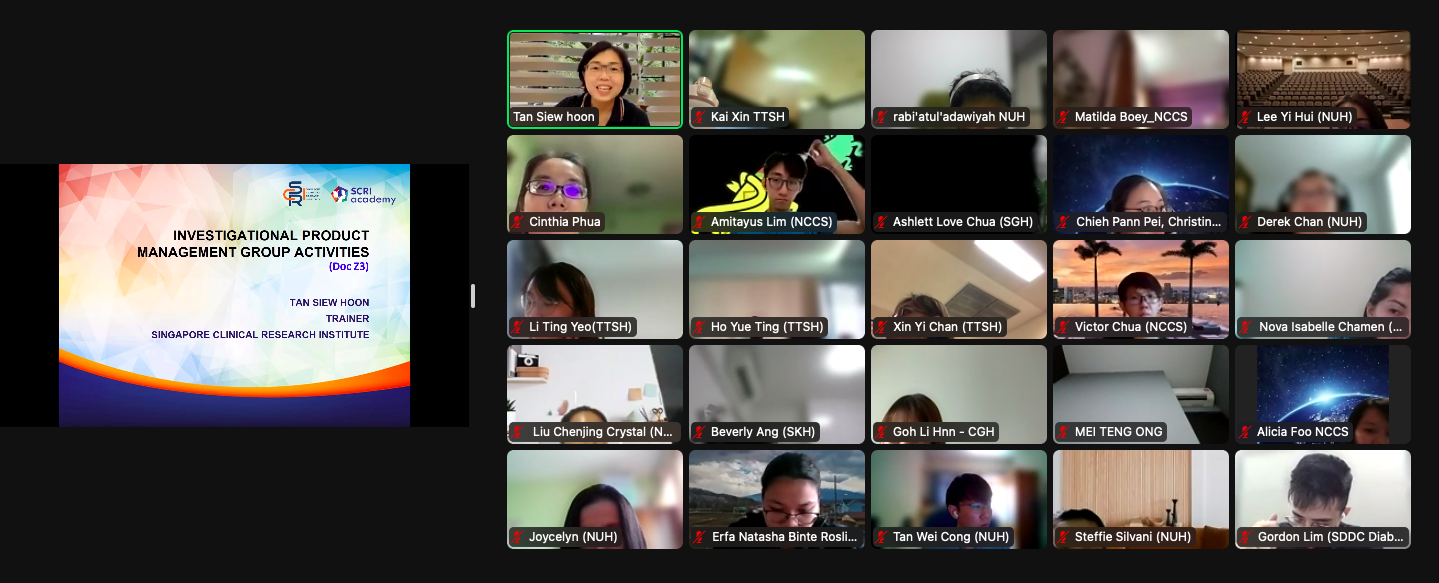 SCRI
academy
INVESTIGATIONAL PRODUCT
MANAGEMENT GROUP ACTIVITIES
(Doc Z3)
TAN SIEW HOON
TRAINER
SINGAPORE CLINICAL RESEARCH INSTITUTE
Tan Siew hoon
Kai Xin TTSH
rabi'atul'adawiyah NUH
Matilda Boey_NCCS
Lee Yi Hui (NUH)
Cinthia Phua
Amitayus Lim (NCCS)
Ashlett Love Chua (SGH)
Chieh Pann Pei, Christin...
Derek Chan (NUH)
Li Ting Yeo(TTSH)
Ho Yue Ting (TTSH)
Xin Yi Chan (TTSH)
Victor Chua (NCCS)
Nova Isabelle Chamen (...
Liu Chenjing Crystal (N...
Beverly Ang (SKH)
Goh Li Hnn - CGH
MEI TENG ONG
Alicia Foo NCCS
Joycelyn (NUH)
Erfa Natasha Binte Rosli...
Tan Wei Cong (NUH)
Steffie Silvani (NUH)
Gordon Lim (SDDC Diab...